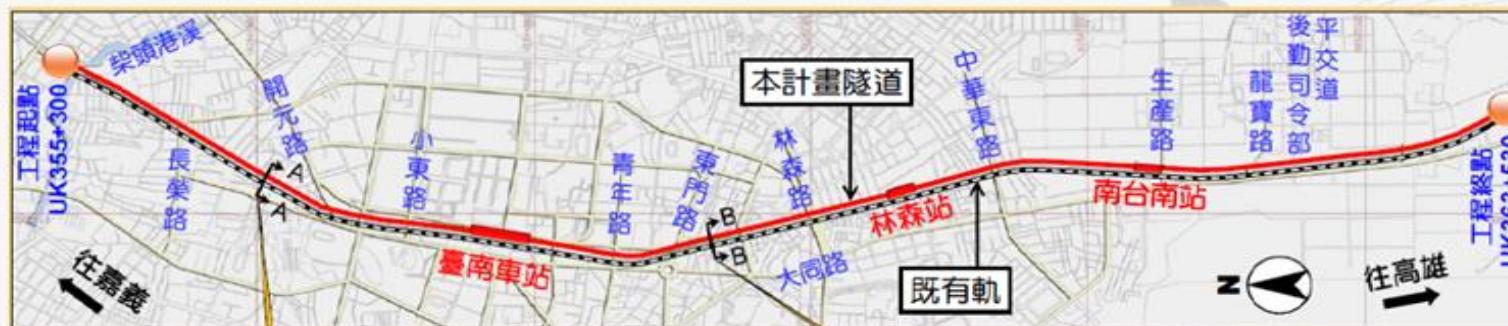 工程起點
UK355+300
柴頭港溪
長榮路
開元路
A
A
小東路
臺南車站
青年路
東門路
B
B
林森路
大同路
本計畫隧道
林森站
既有軌
中華東路
生產路
南台南站
龍寶路
後勤司令部
平交道
工程終點
往嘉義
N
往高雄